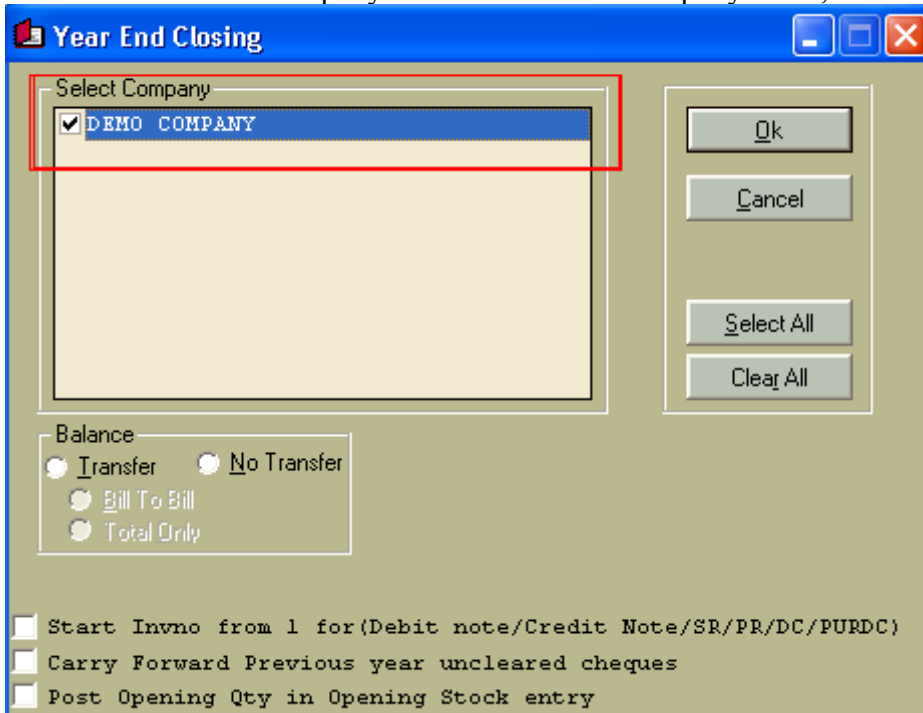 Year End Closing
Select Company
DEMO COMPANY
Ok
Cancel
Select All
Clear All
Balance
Transfer No Transfer
Bill To Bill
Total Only
Start Invno from 1 for(Debit note/Credit Note/SR/PR/DC/PURDC)
Carry Forward Previous year uncleared cheques
Post Opening Qty in Opening Stock entry